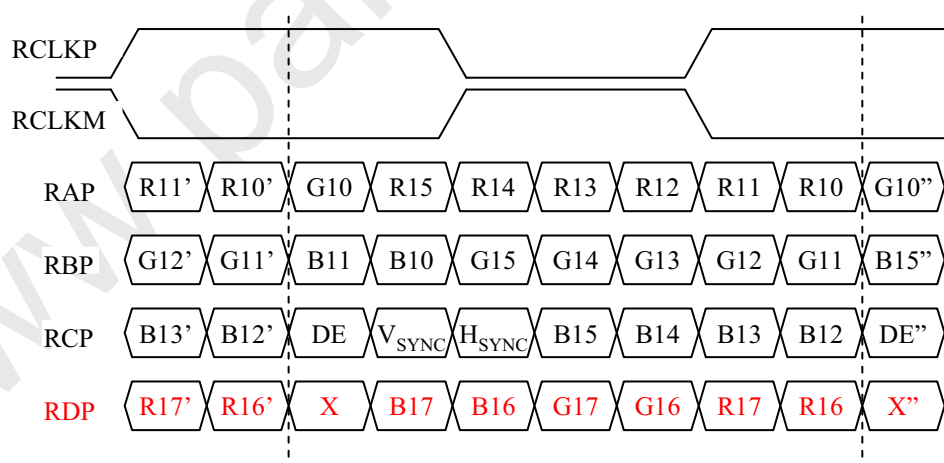 RCLKP
RCLKM
RAP R11’ R10’ G10 R15 R14 R13 R12 R11 R10 G10”
RBP G12’ G11’ B11 B10 G15 G14 G13 G12 G11 B15”
RCP B13’ B12’ DE VSYNC HSYNC B15 B14 B13 B12 DE”
RDP R17’ R16’ X B17 B16 G17 G16 R17 R16 X”